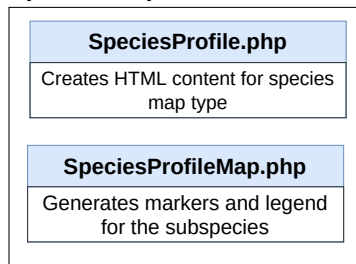 SpeciesProfile.php
Creates HTML content for species
map type
SpeciesProfileMap.php
Generates markers and legend
for the subspecies